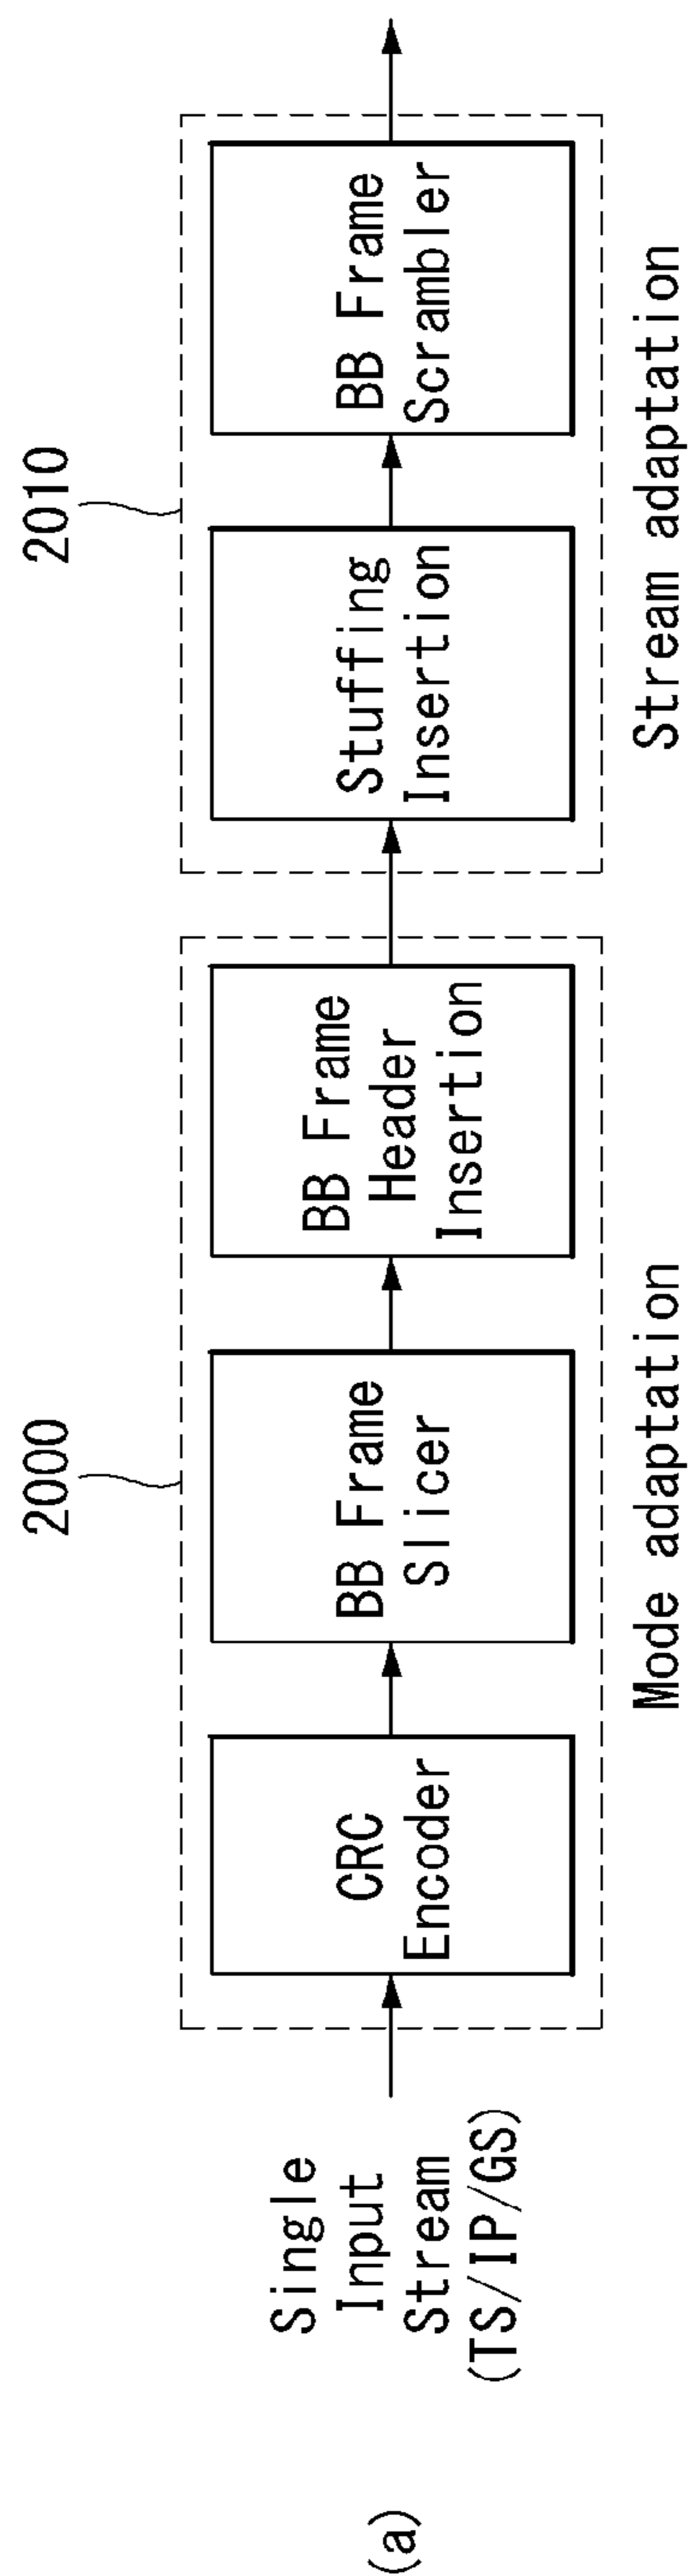 (a)
Single
Input
Stream
(TS/IP/GS)
2000
CRC
Encoder
BB Frame
Slicer
BB Frame
Header
Insertion
Mode adaptation
2010
Stuffing
Insertion
BB Frame
Scrambler
Stream adaptation